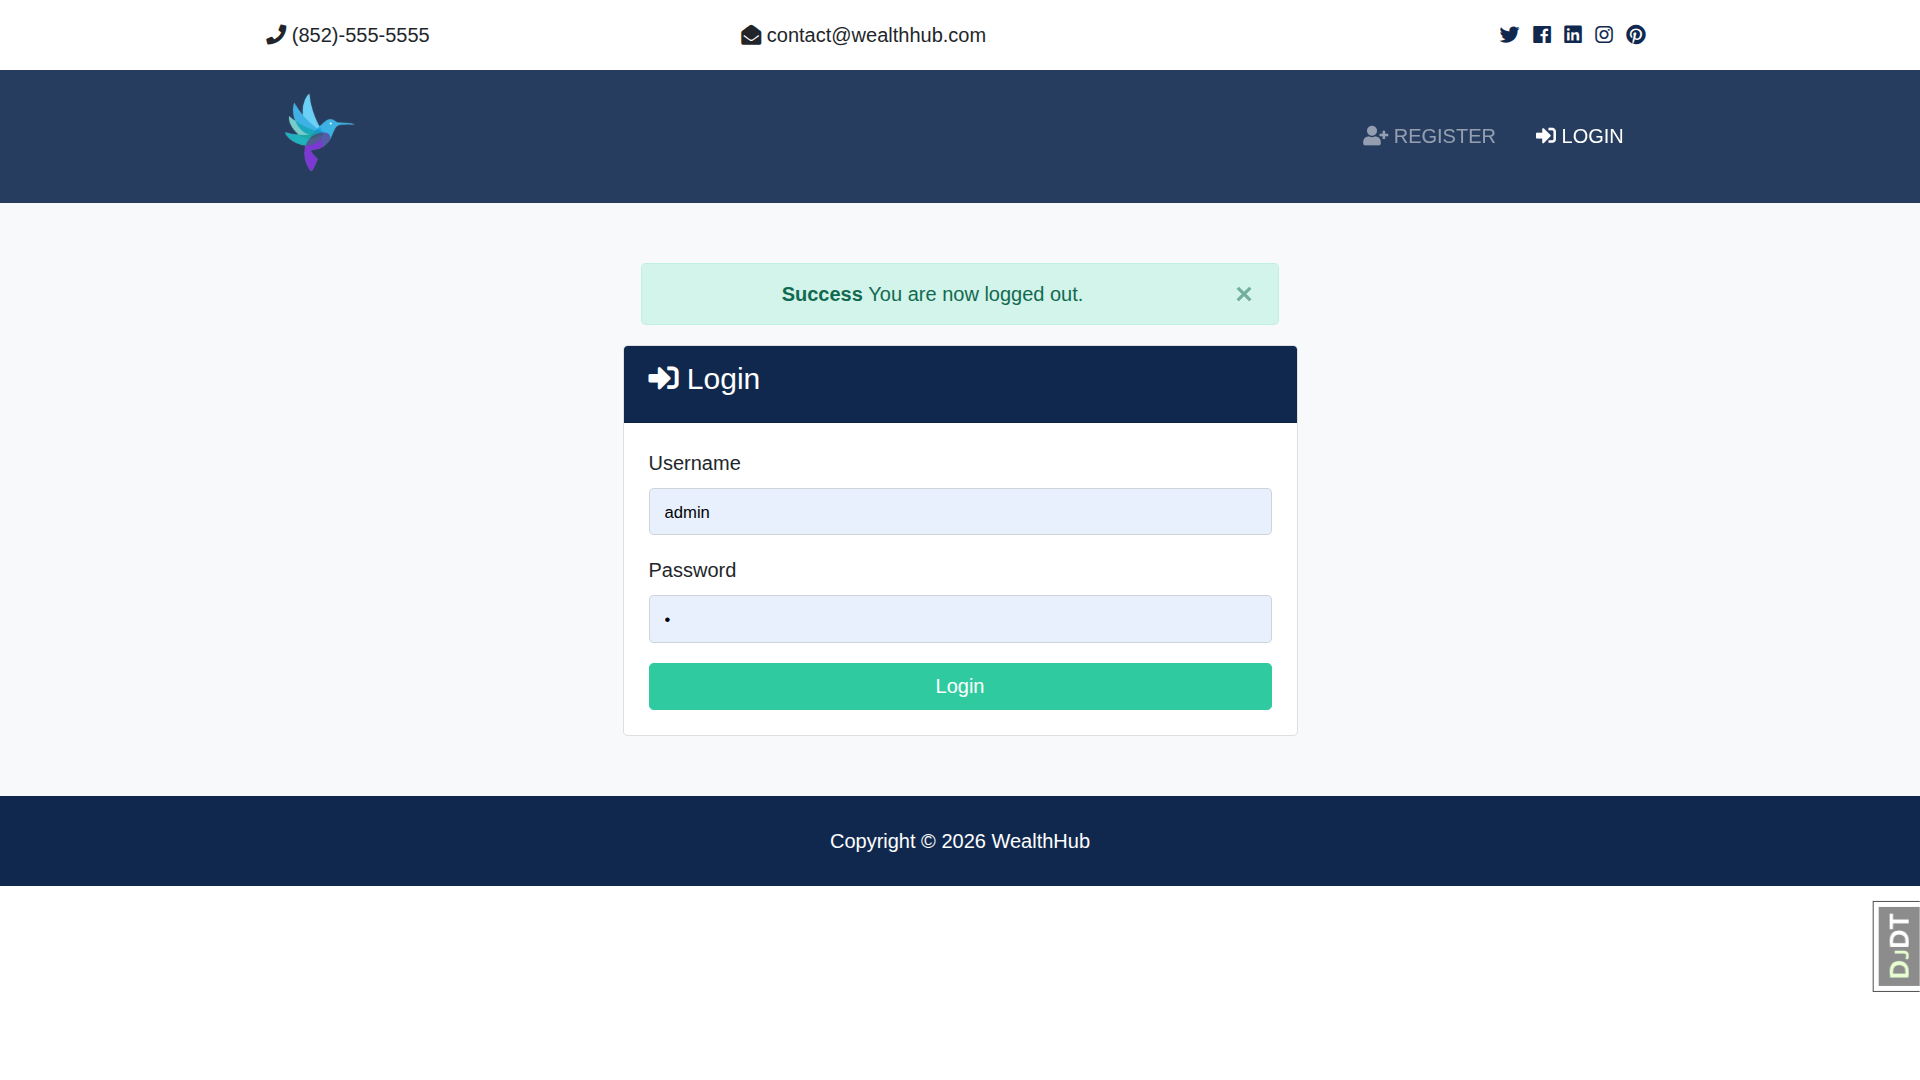 (852)-555-5555
contact@wealthhub.com
REGISTER
LOGIN
Success You are now logged out.
×
Login
Username
admin
Password
•
Login
Copyright © 2026 WealthHub
DJDT